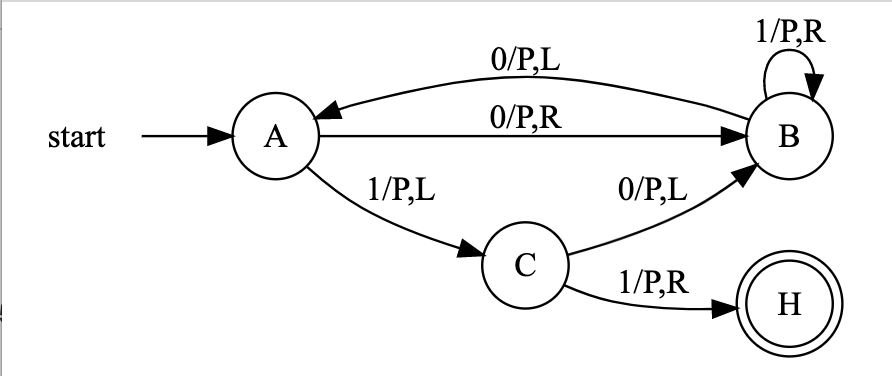 1/P,R
0/P,L
0/P,R
start
A
B
1/P,L
0/P,L
C
1/P,R
H